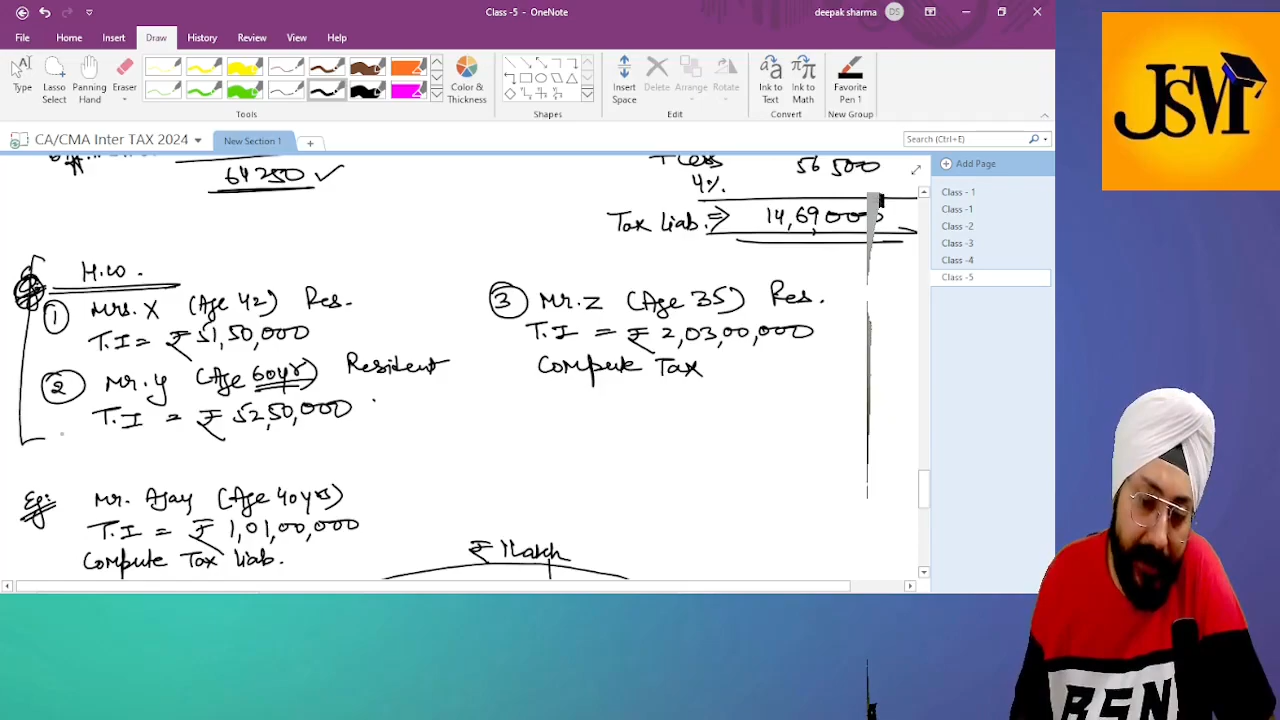 Class -5 - OneNote
deepak sharma
DS
File
Home
Insert
Draw
History
Review
View
Help
Type
Lasso
Select
Panning
Hand
Eraser
Color &
Thickness
Insert
Space
Delete
Arrange
Rotate
Ink to
Text
Ink to
Math
Favorite
Pen 1
Tools
Shapes
Edit
Convert
New Group
CA/CMA Inter TAX 2024
New Section 1
Search (Ctrl+E)
Add Page
Class - 1
Class -1
Class -2
Class -3
Class -4
Class -5
64250
+ Cess
4%
56 500
Tax Liab. ⇒ 14,69,000
H.W.
① Mrs. X (Age 42) Res.
T.I = ₹ 51,50,000
② Mr. Y (Age 60yr) Resident
T.I = ₹ 52,50,000
③ Mr. Z (Age 35) Res.
T.I = ₹ 2,03,00,000
Compute Tax
Eg: Mr. Ajay (Age 40yrs)
T.I = ₹ 1,01,00,000
Compute Tax Liab.
JSM